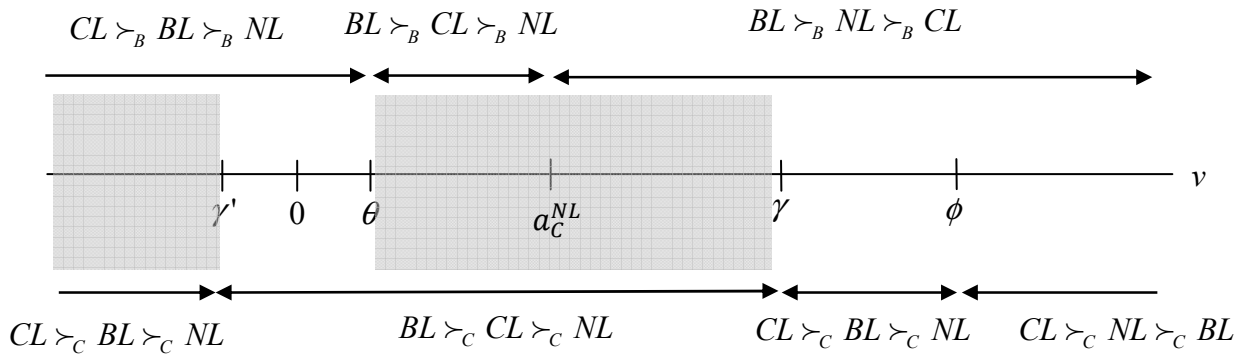 CL ≻_B BL ≻_B NL
BL ≻_B CL ≻_B NL
BL ≻_B NL ≻_B CL
γ' 0 θ a_C^{NL} γ ϕ v
CL ≻_C BL ≻_C NL
BL ≻_C CL ≻_C NL
CL ≻_C BL ≻_C NL
CL ≻_C NL ≻_C BL